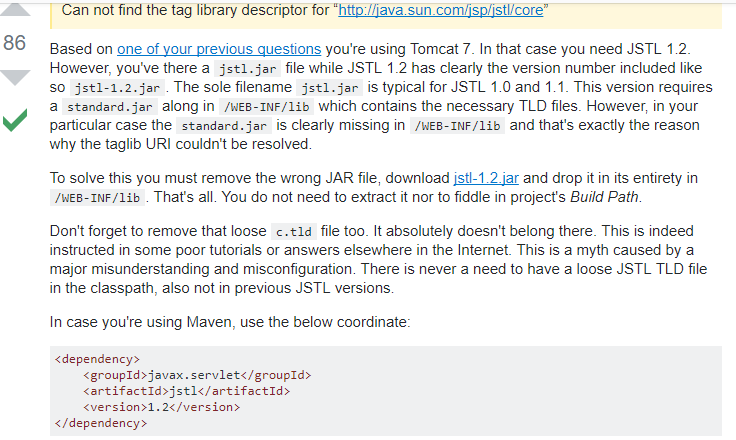 Can not find the tag library descriptor for “http://java.sun.com/jsp/jstl/core”
86
Based on one of your previous questions you're using Tomcat 7. In that case you need JSTL 1.2.
However, you've there a jstl.jar file while JSTL 1.2 has clearly the version number included like
so jstl-1.2.jar . The sole filename jstl.jar is typical for JSTL 1.0 and 1.1. This version requires
a standard.jar along in /WEB-INF/lib which contains the necessary TLD files. However, in your
particular case the standard.jar is clearly missing in /WEB-INF/lib and that's exactly the reason
why the taglib URI couldn't be resolved.
To solve this you must remove the wrong JAR file, download jstl-1.2.jar and drop it in its entirety in
/WEB-INF/lib . That's all. You do not need to extract it nor to fiddle in project's Build Path.
Don't forget to remove that loose c.tld file too. It absolutely doesn't belong there. This is indeed
instructed in some poor tutorials or answers elsewhere in the Internet. This is a myth caused by a
major misunderstanding and misconfiguration. There is never a need to have a loose JSTL TLD file
in the classpath, also not in previous JSTL versions.
In case you're using Maven, use the below coordinate:
<dependency>
    <groupId>javax.servlet</groupId>
    <artifactId>jstl</artifactId>
    <version>1.2</version>
</dependency>